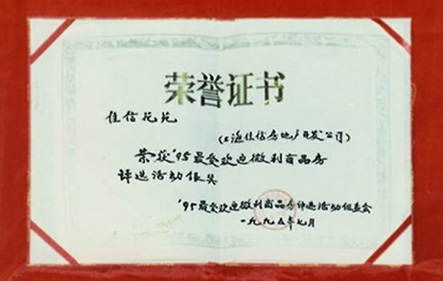 荣誉证书
佳信花苑
(上海佳信房地产开发公司)
荣获'95最受欢迎微利商品房
评选活动银奖
'95最受欢迎微利商品房评选活动组委会
一九九五年七月